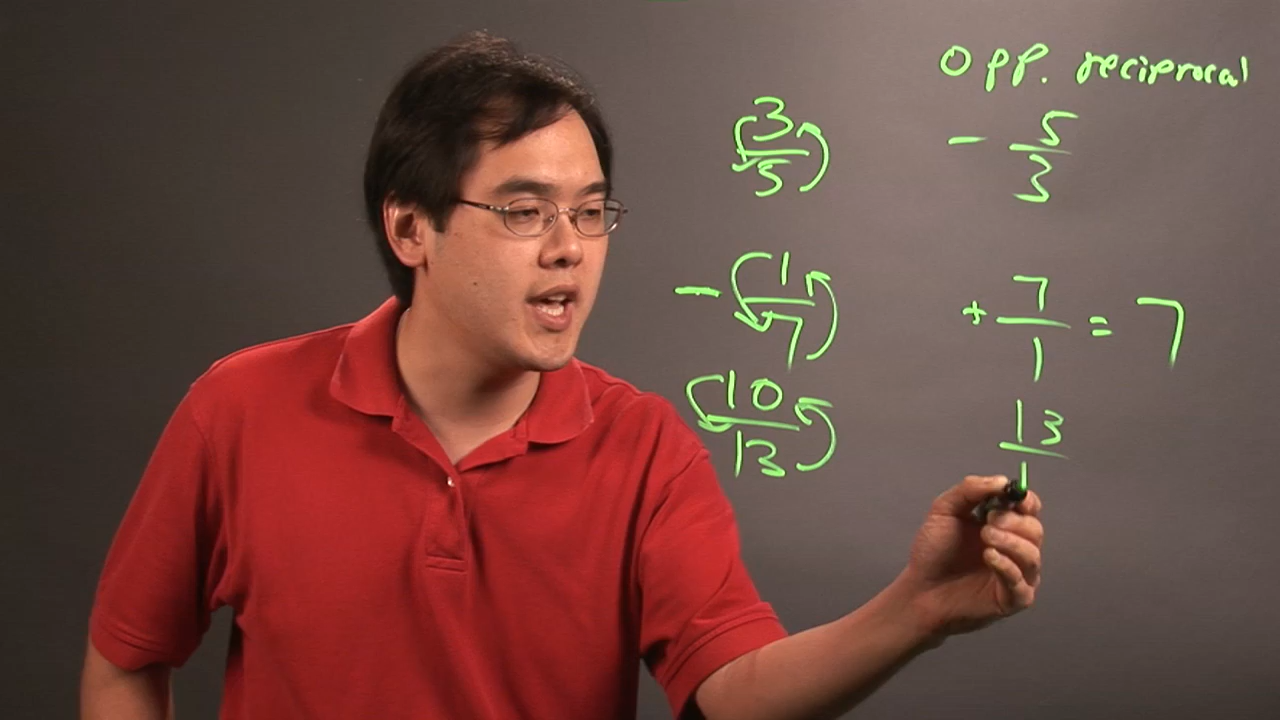 Opp. reciprocal
3/5 - 5/3
- 1/7 + 7/1 = 7
10/13 13/1